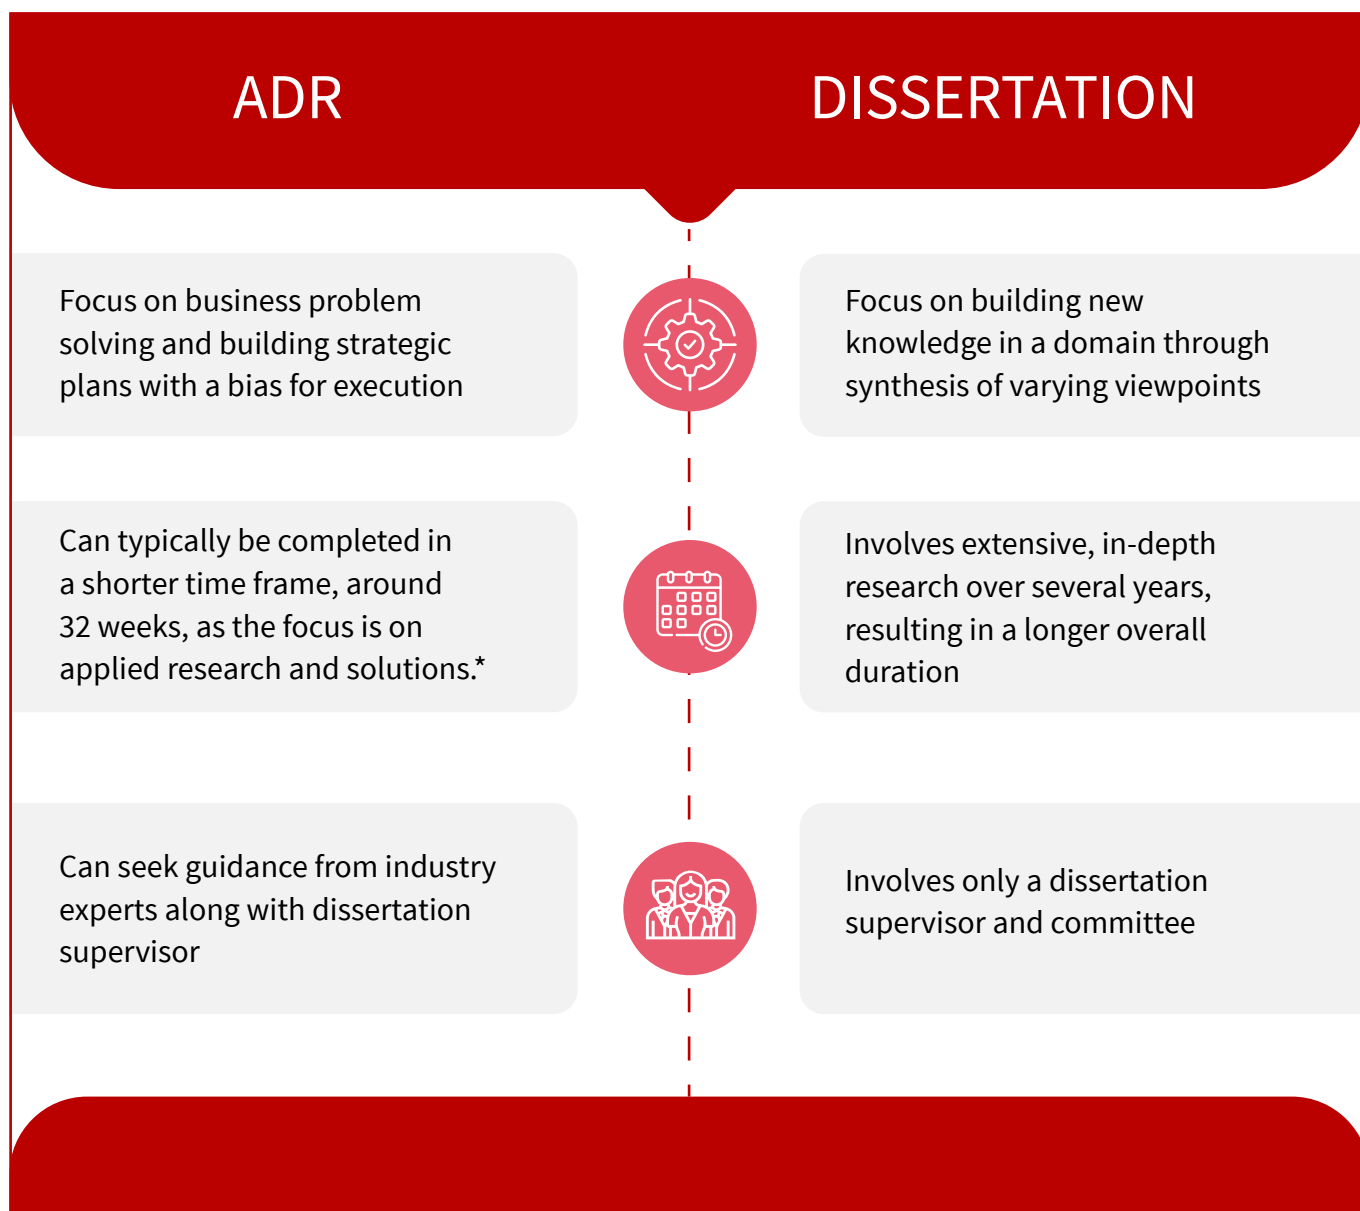 ADR
DISSERTATION
Focus on business problem
solving and building strategic
plans with a bias for execution
Focus on building new
knowledge in a domain through
synthesis of varying viewpoints
Can typically be completed in
a shorter time frame, around
32 weeks, as the focus is on
applied research and solutions.*
Involves extensive, in-depth
research over several years,
resulting in a longer overall
duration
Can seek guidance from industry
experts along with dissertation
supervisor
Involves only a dissertation
supervisor and committee